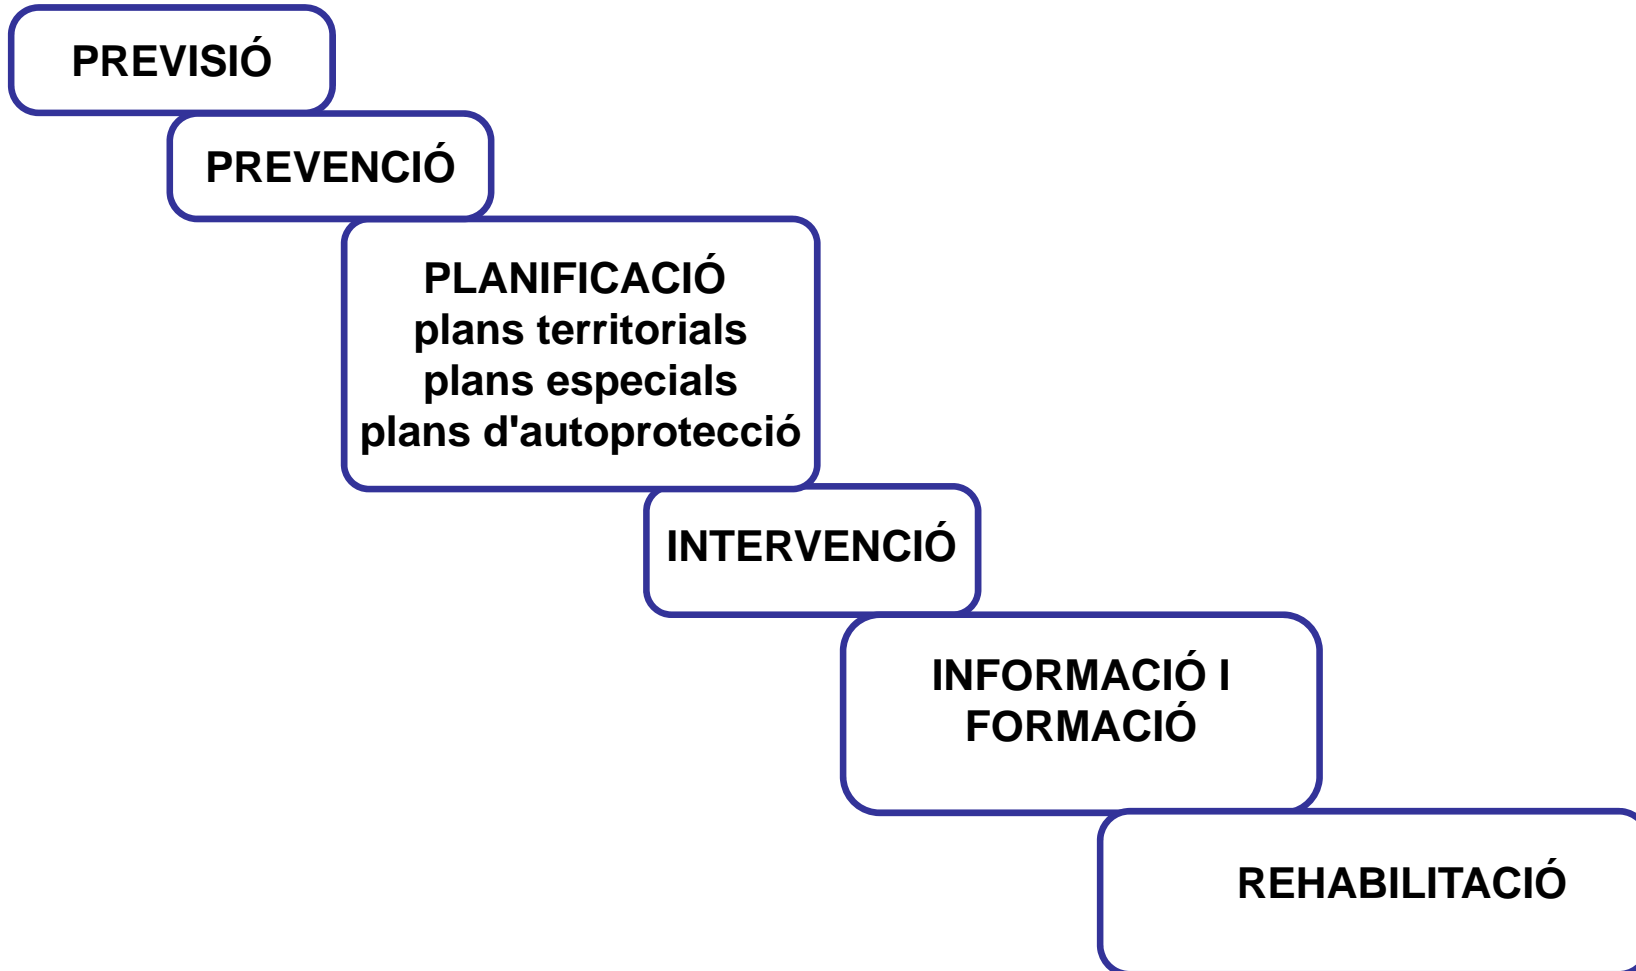 PREVISIÓ
PREVENCIÓ
PLANIFICACIÓ
plans territorials
plans especials
plans d'autoprotecció
INTERVENCIÓ
INFORMACIÓ I
FORMACIÓ
REHABILITACIÓ